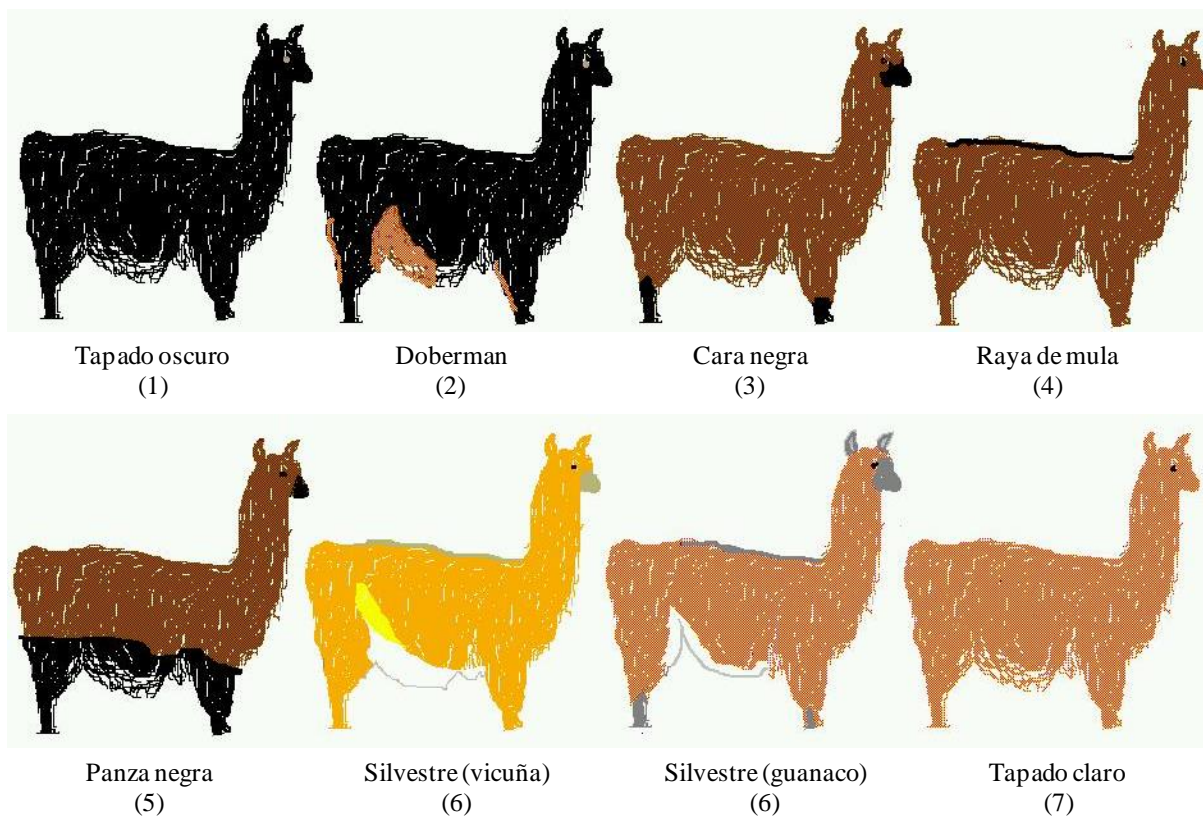 Tapado oscuro
(1)
Doberman
(2)
Cara negra
(3)
Raya de mula
(4)
Panza negra
(5)
Silvestre (vicuña)
(6)
Silvestre (guanaco)
(6)
Tapado claro
(7)